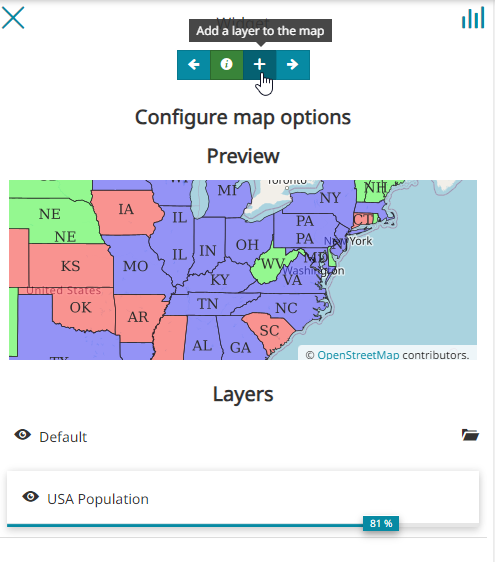 Add a layer to the map
Configure map options
Preview
Toronto
MI
NH
NY
NE
IA
IL
PA
CT
NE
IL
IN
OH
PA
New York
KS
MO
WV
MD
Washington
KY
VA
United States
OK
TN
NC
AR
SC
AL
GA
TX
© OpenStreetMap contributors.
Layers
Default
USA Population
81 %